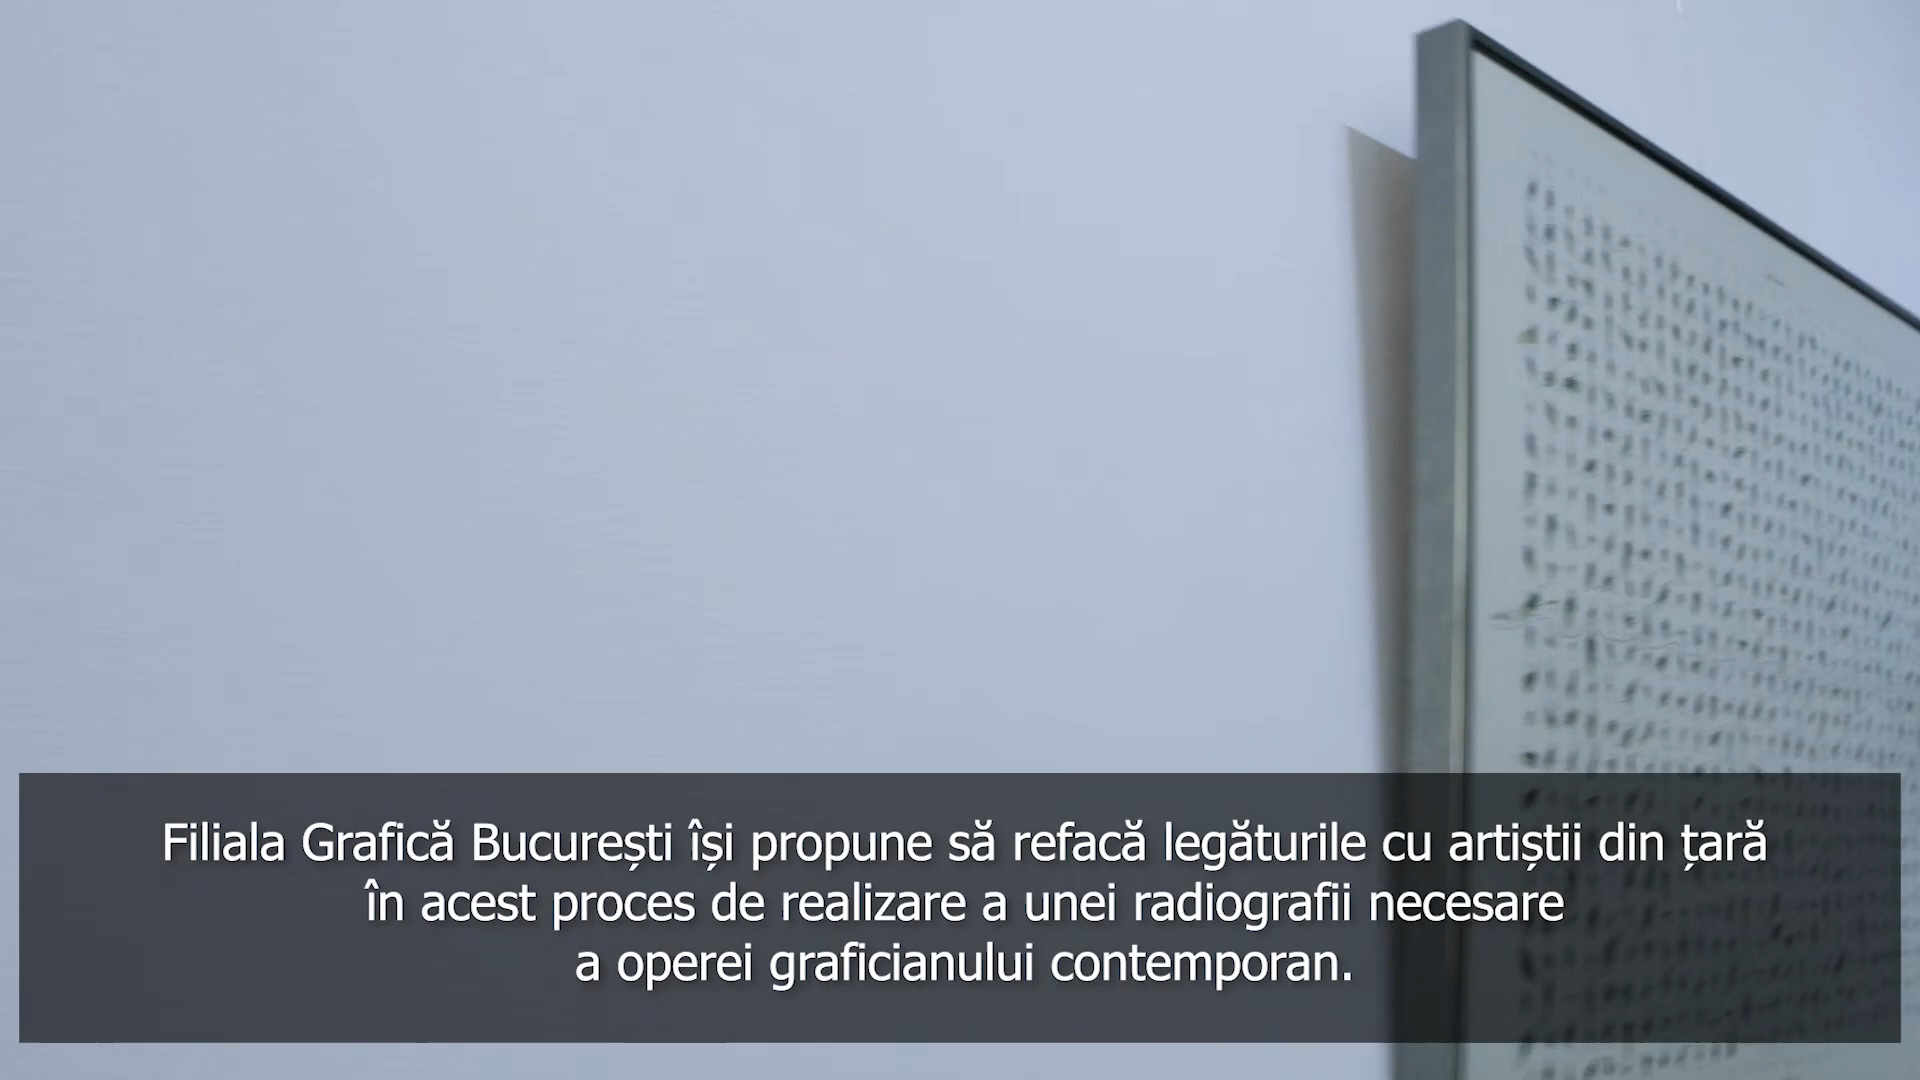 Filiala Grafică București își propune să refacă legăturile cu artiștii din țară
în acest proces de realizare a unei radiografii necesare
a operei graficianului contemporan.